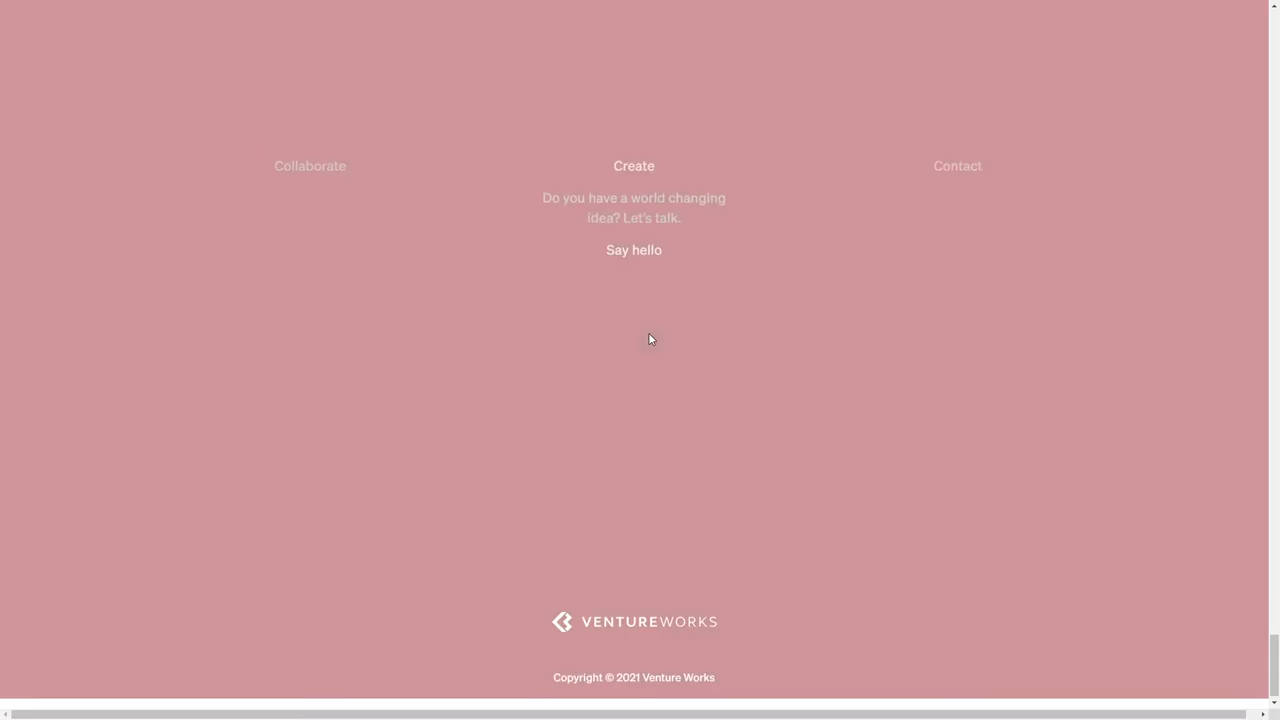 Collaborate
Create
Contact
Do you have a world changing
idea? Let's talk.
Say hello
VENTUREWORKS
Copyright © 2021 Venture Works